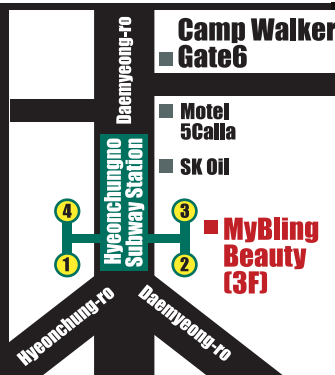 Camp Walker
Gate6
Daemyeong-ro
Motel
5Calla
SK Oil
Hyeonchungno
Subway Station
4
3
1
2
MyBling
Beauty
(3F)
Hyeonchung-ro
Daemyeong-ro